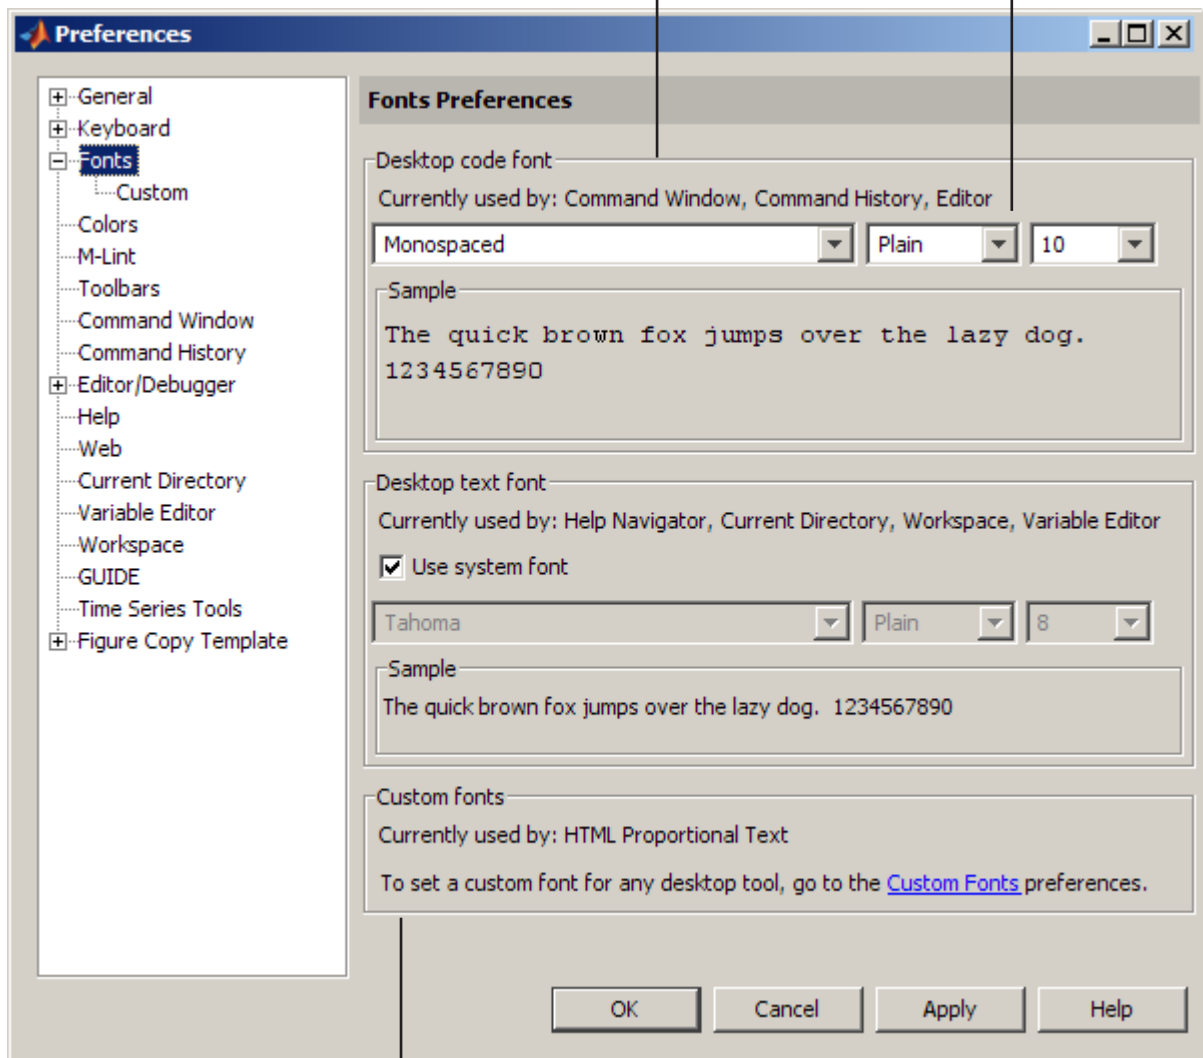 Preferences
General
Keyboard
Fonts
Custom
Colors
M-Lint
Toolbars
Command Window
Command History
Editor/Debugger
Help
Web
Current Directory
Variable Editor
Workspace
GUIDE
Time Series Tools
Figure Copy Template
Fonts Preferences
Desktop code font
Currently used by: Command Window, Command History, Editor
Monospaced Plain 10
Sample
The quick brown fox jumps over the lazy dog.
1234567890
Desktop text font
Currently used by: Help Navigator, Current Directory, Workspace, Variable Editor
Use system font
Tahoma Plain 8
Sample
The quick brown fox jumps over the lazy dog. 1234567890
Custom fonts
Currently used by: HTML Proportional Text
To set a custom font for any desktop tool, go to the Custom Fonts preferences.
OK Cancel Apply Help